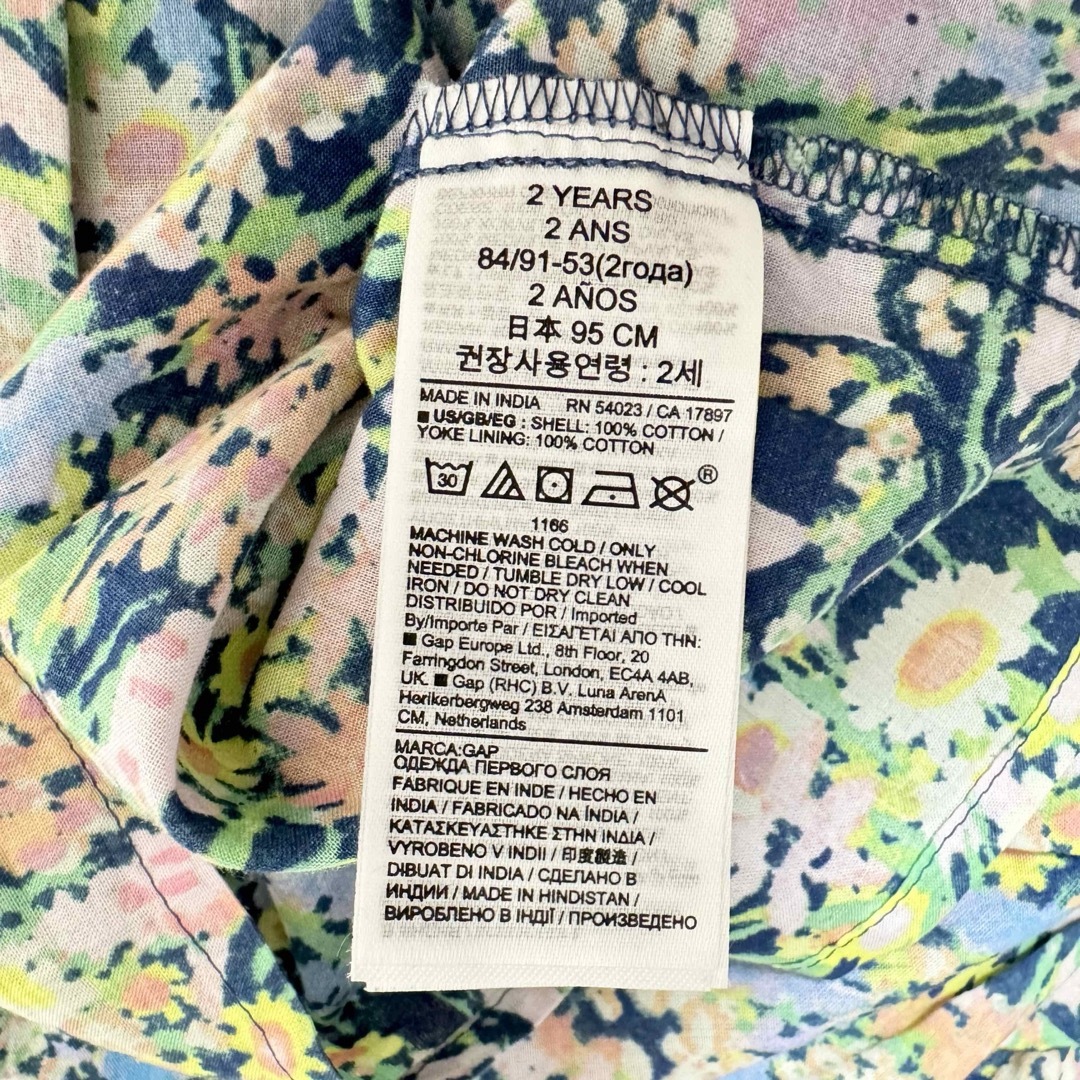 2 YEARS
2 ANS
84/91-53(2года)
2 AÑOS
日本 95 CM
권장사용연령 : 2세
MADE IN INDIA RN 54023 / CA 17897
■ US/GB/EG : SHELL: 100% COTTON /
YOKE LINING: 100% COTTON
30
®
1166
MACHINE WASH COLD / ONLY
NON-CHLORINE BLEACH WHEN
NEEDED / TUMBLE DRY LOW / COOL
IRON / DO NOT DRY CLEAN
DISTRIBUIDO POR / Imported
By/Importe Par / ΕΙΣΑΓΕΤΑΙ ΑΠΟ ΤΗΝ:
■ Gap Europe Ltd., 8th Floor, 20
Farringdon Street, London, EC4A 4AB,
UK. ■ Gap (RHC) B.V. Luna ArenA
Herikerbergweg 238 Amsterdam 1101
CM, Netherlands
MARCA:GAP
ОДЕЖДА ПЕРВОГО СЛОЯ
FABRIQUE EN INDE / HECHO EN
INDIA / FABRICADO NA ÍNDIA /
ΚΑΤΑΣΚΕΥΑΣΤΗΚΕ ΣΤΗΝ ΙΝΔΙΑ /
VYROBENO V INDII / 印度製造 /
DIBUAT DI INDIA / СДЕЛАНО В
ИНДИИ / MADE IN HINDISTAN /
ВИРОБЛЕНО В ІНДІЇ / ПРОИЗВЕДЕНО